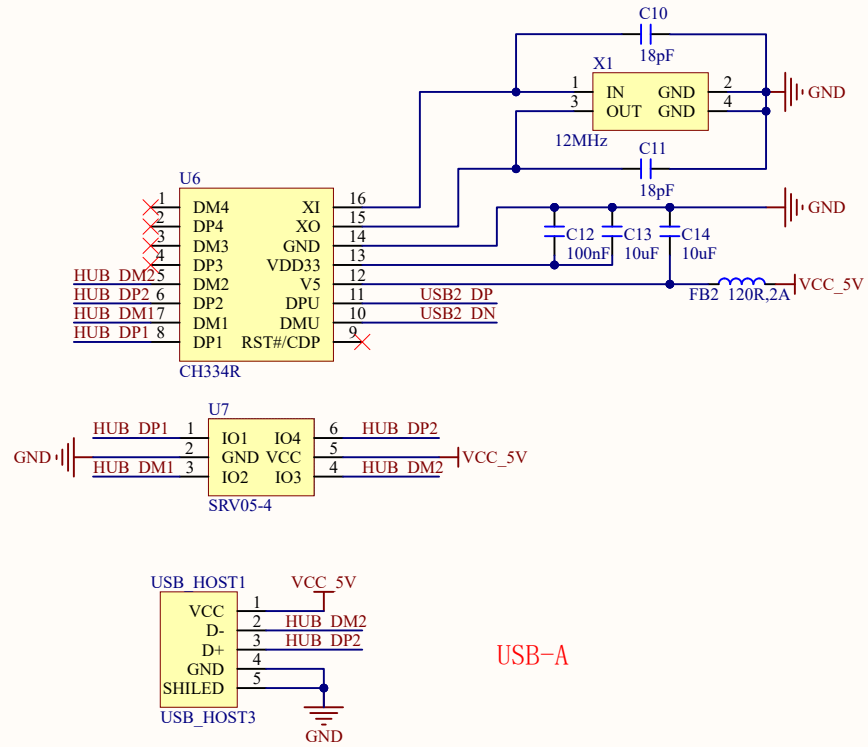 C10
18pF
X1
1 IN GND 2
3 OUT GND 4
GND
12MHz
C11
18pF
U6
1 DM4 XI 16
2 DP4 XO 15
3 DM3 GND 14
4 DP3 VDD33 13
HUB_DM2 5 DM2 V5 12
HUB_DP2 6 DP2 DPU 11 USB2_DP
HUB_DM1 7 DM1 DMU 10 USB2_DN
HUB_DP1 8 DP1 RST#/CDP 9
CH334R
GND
C12
100nF
C13
10uF
C14
10uF
FB2 120R,2A
VCC_5V
U7
HUB_DP1 1 IO1 IO4 6 HUB_DP2
GND 2 GND VCC 5 VCC_5V
HUB_DM1 3 IO2 IO3 4 HUB_DM2
SRV05-4
USB_HOST1
VCC_5V
VCC 1
D- 2 HUB_DM2
D+ 3 HUB_DP2
GND 4
SHILED 5
USB_HOST3
GND
USB-A